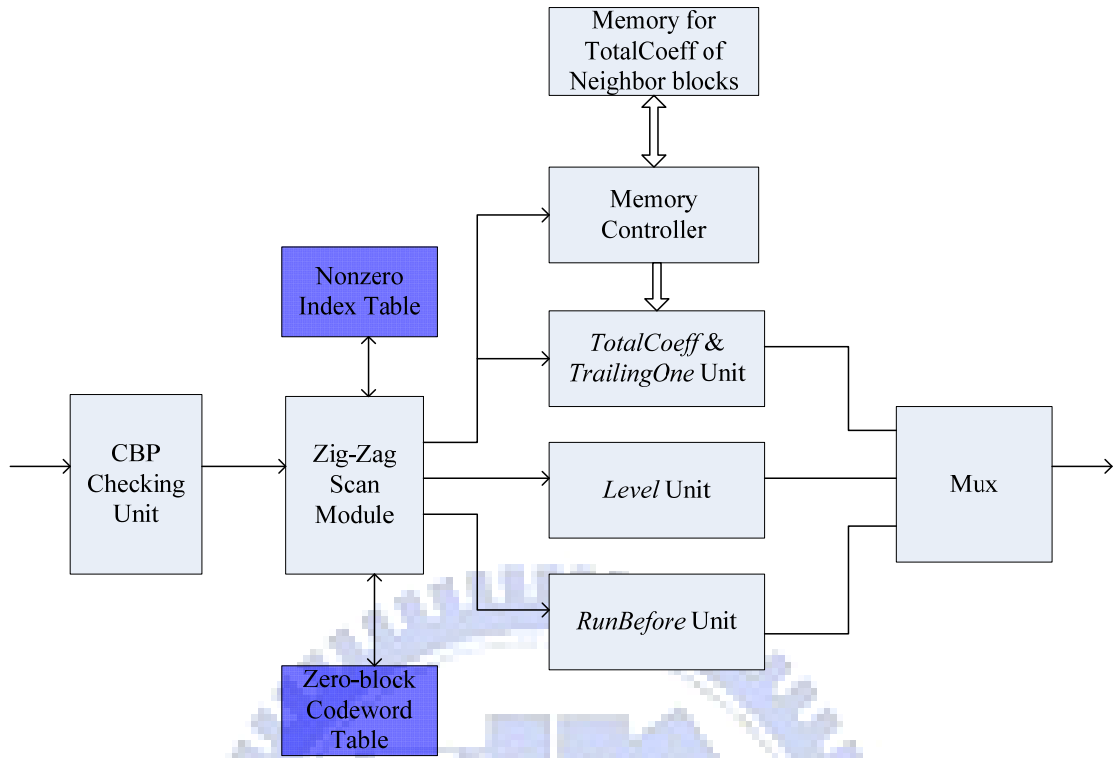 Memory for
TotalCoeff of
Neighbor blocks
Memory
Controller
Nonzero
Index Table
TotalCoeff &
TrailingOne Unit
CBP
Checking
Unit
Zig-Zag
Scan
Module
Level Unit
Mux
RunBefore Unit
Zero-block
Codeword
Table